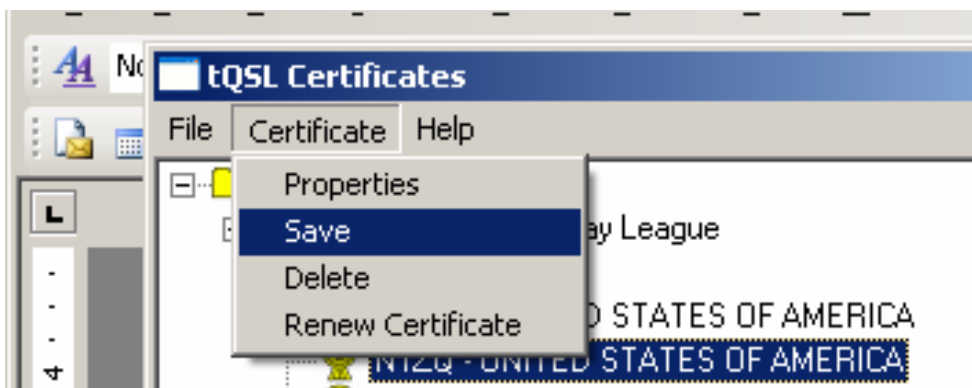 No
tQSL Certificates
File Certificate Help
Properties
Save
ay League
Delete
Renew Certificate
STATES OF AMERICA
N1ZQ - UNITED STATES OF AMERICA